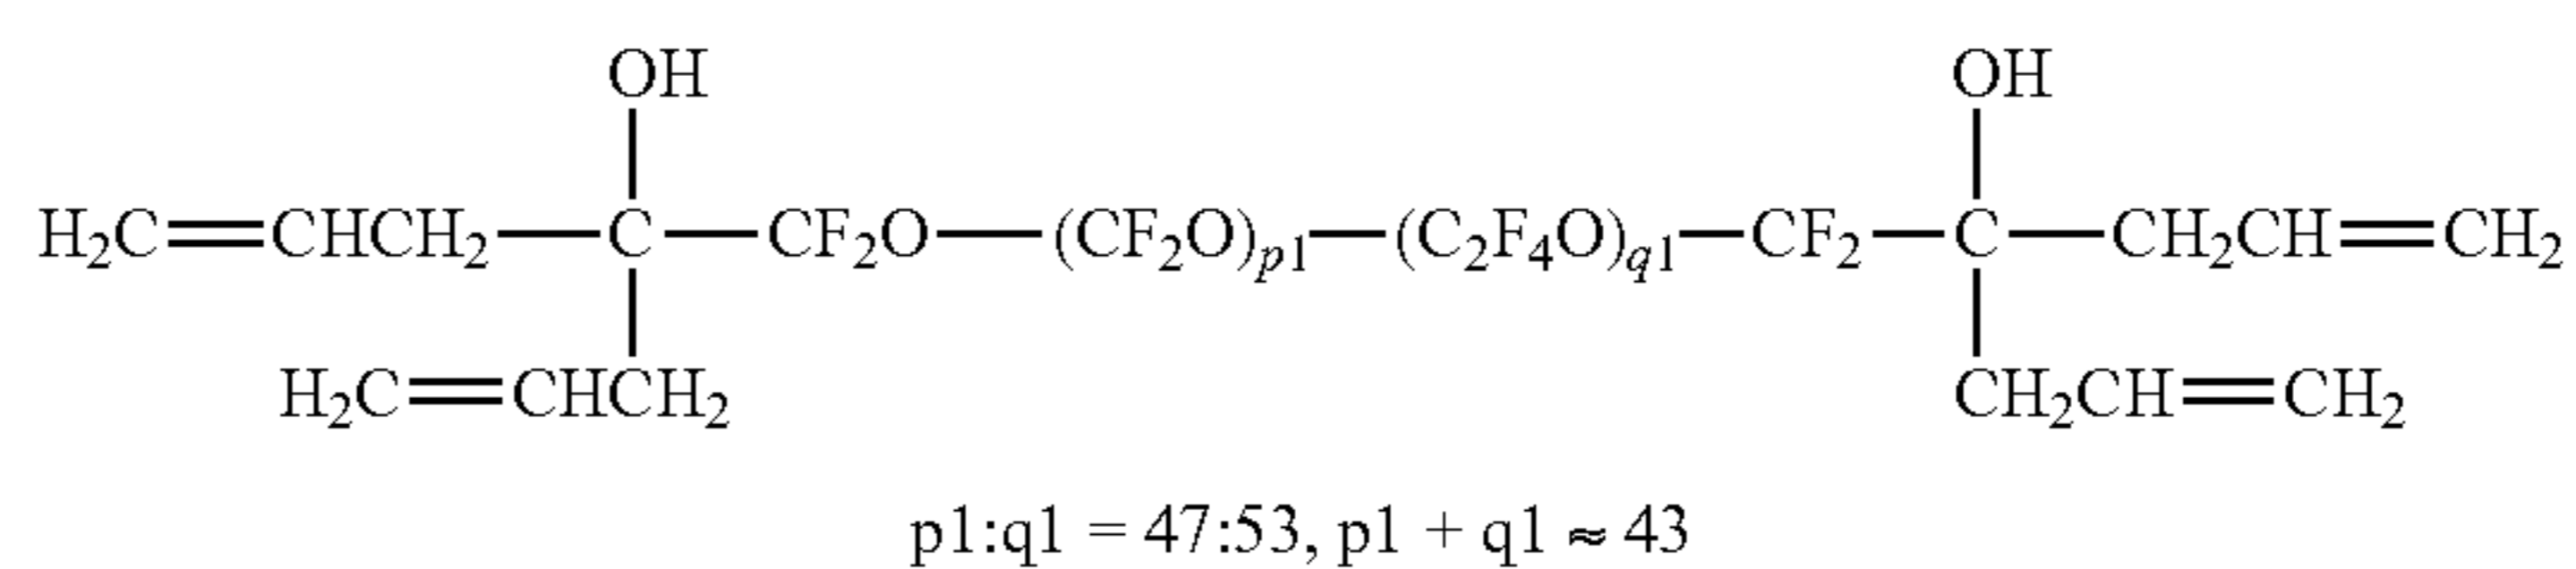 OH OH
H₂C=CHCH₂—C—CF₂O—(CF₂O)p1—(C₂F₄O)q1—CF₂—C—CH₂CH=CH₂
H₂C=CHCH₂ CH₂CH=CH₂
p1:q1 = 47:53, p1 + q1 ≈ 43